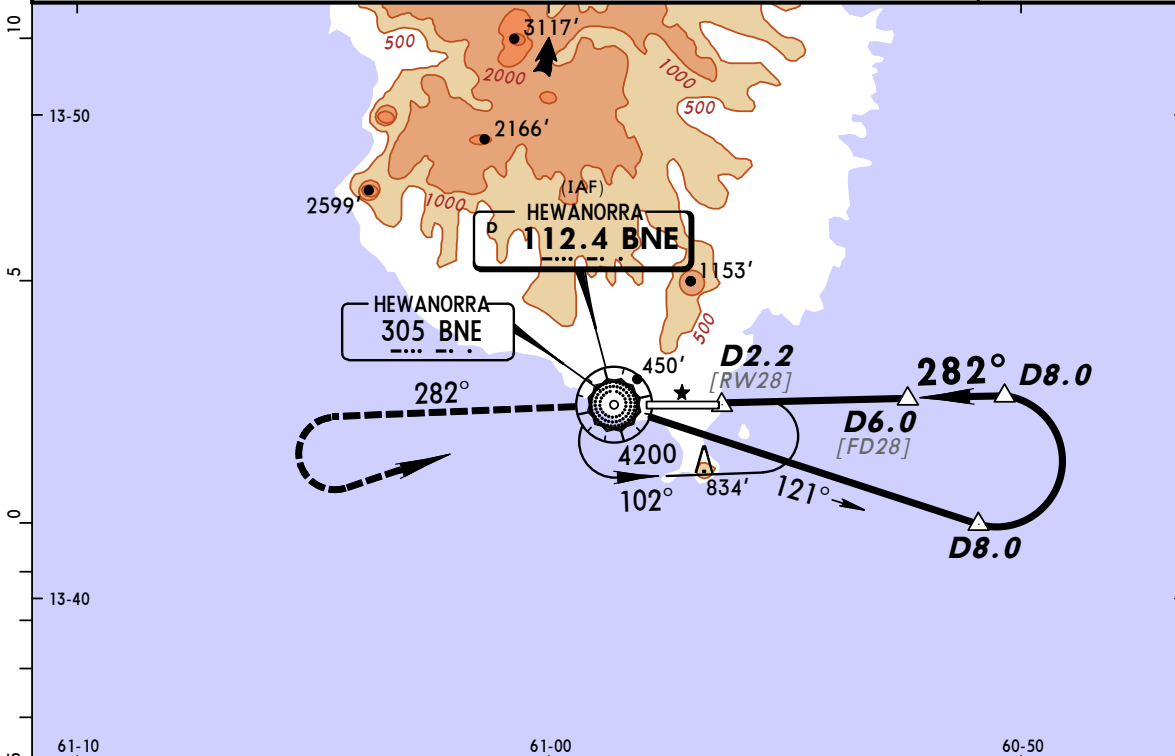 10
3117′
500
2000
1000
500
13-50
2166′
(IAF)
2599′
1000
HEWANORRA
D
112.4 BNE
5
1153′
HEWANORRA
305 BNE
500
450′
D2.2
[RW28]
282°
D8.0
282°
D6.0
[FD28]
4200
102°
834′
121°
0
D8.0
13-40
61-10
61-00
60-50